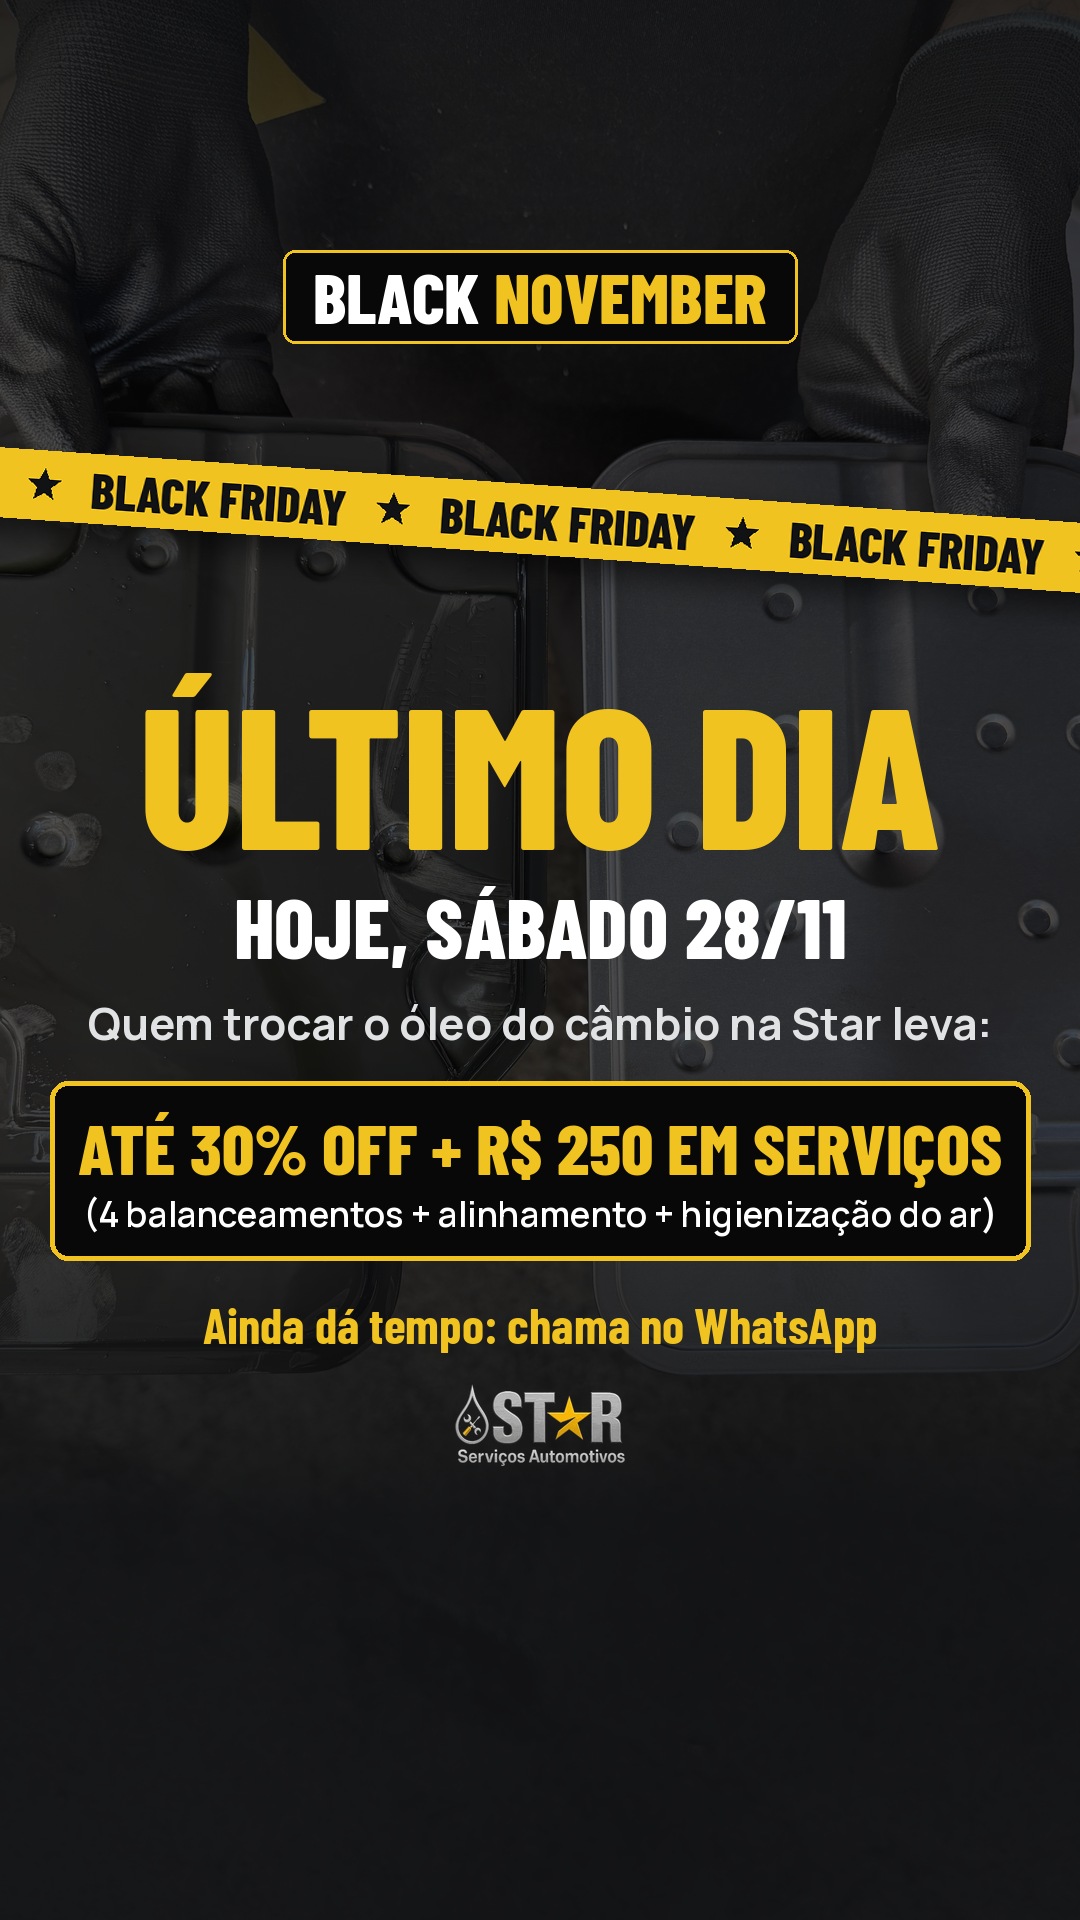 BLACK NOVEMBER
★ BLACK FRIDAY ★ BLACK FRIDAY ★ BLACK FRIDAY
ÚLTIMO DIA
HOJE, SÁBADO 28/11
Quem trocar o óleo do câmbio na Star leva:
ATÉ 30% OFF + R$ 250 EM SERVIÇOS
(4 balanceamentos + alinhamento + higienização do ar)
Ainda dá tempo: chama no WhatsApp
ST★R
Serviços Automotivos